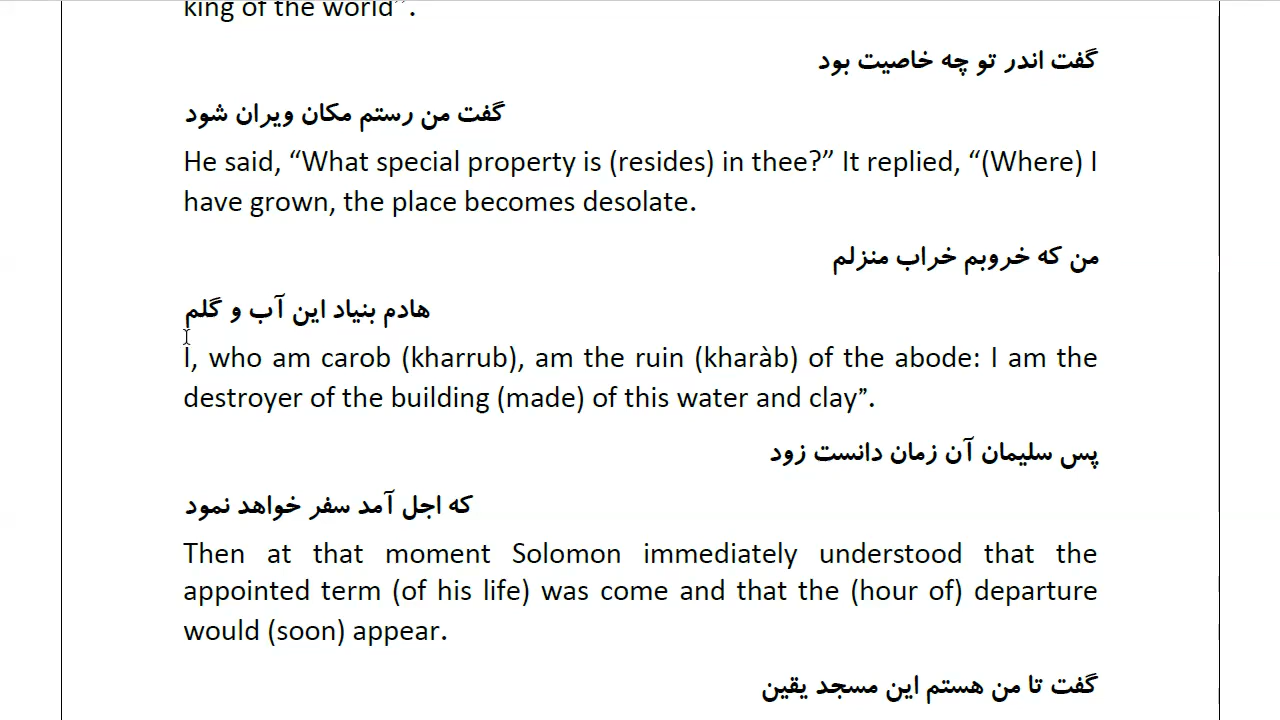 king of the world”.
گفت اندر تو چه خاصیت بود
گفت من رستم مکان ویران شود
He said, “What special property is (resides) in thee?” It replied, “(Where) I
have grown, the place becomes desolate.
من که خروبم خراب منزلم
هادم بنیاد این آب و گلم
I, who am carob (kharrub), am the ruin (kharàb) of the abode: I am the
destroyer of the building (made) of this water and clay”.
پس سلیمان آن زمان دانست زود
که اجل آمد سفر خواهد نمود
Then at that moment Solomon immediately understood that the
appointed term (of his life) was come and that the (hour of) departure
would (soon) appear.
گفت تا من هستم این مسجد یقین